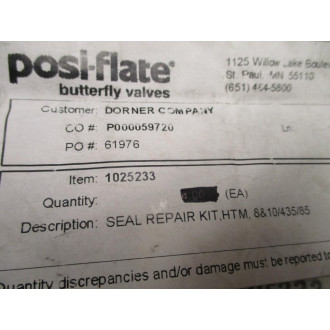 posi-flate®
butterfly valves
1125 Willow Lake Boulev
St. Paul, MN 55110
(651) 484-5800
Customer: DORNER COMPANY
CO #: P000059720
Ln:
PO #: 61976
Item: 1025233
Quantity: (EA)
Description: SEAL REPAIR KIT,HTM, 8&10/435/85
Quantity discrepancies and/or damage must be reported to